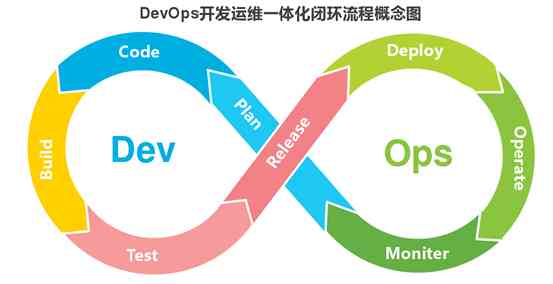 DevOps开发运维一体化闭环流程概念图
Code
Deploy
Plan
Release
Dev
Ops
Build
Operate
Test
Moniter